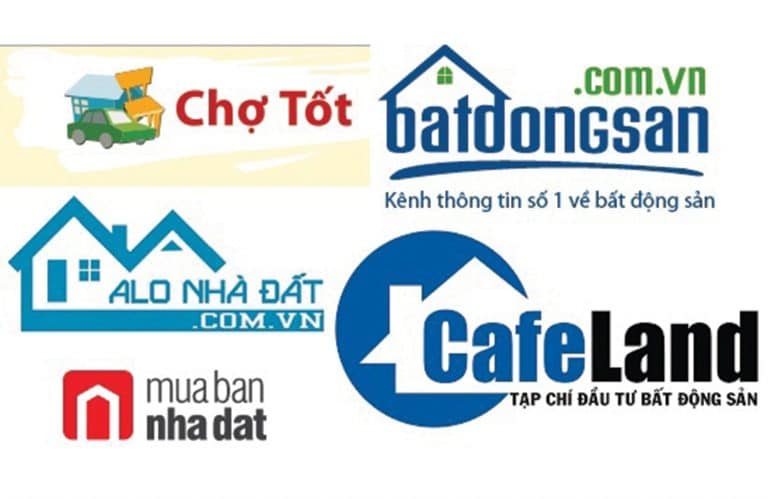 Chợ Tốt
.com.vn
batdongsan
Kênh thông tin số 1 về bất động sản
ALO NHÀ ĐẤT
.COM.VN
CafeLand
TẠP CHÍ ĐẦU TƯ BẤT ĐỘNG SẢN
mua ban
nha dat